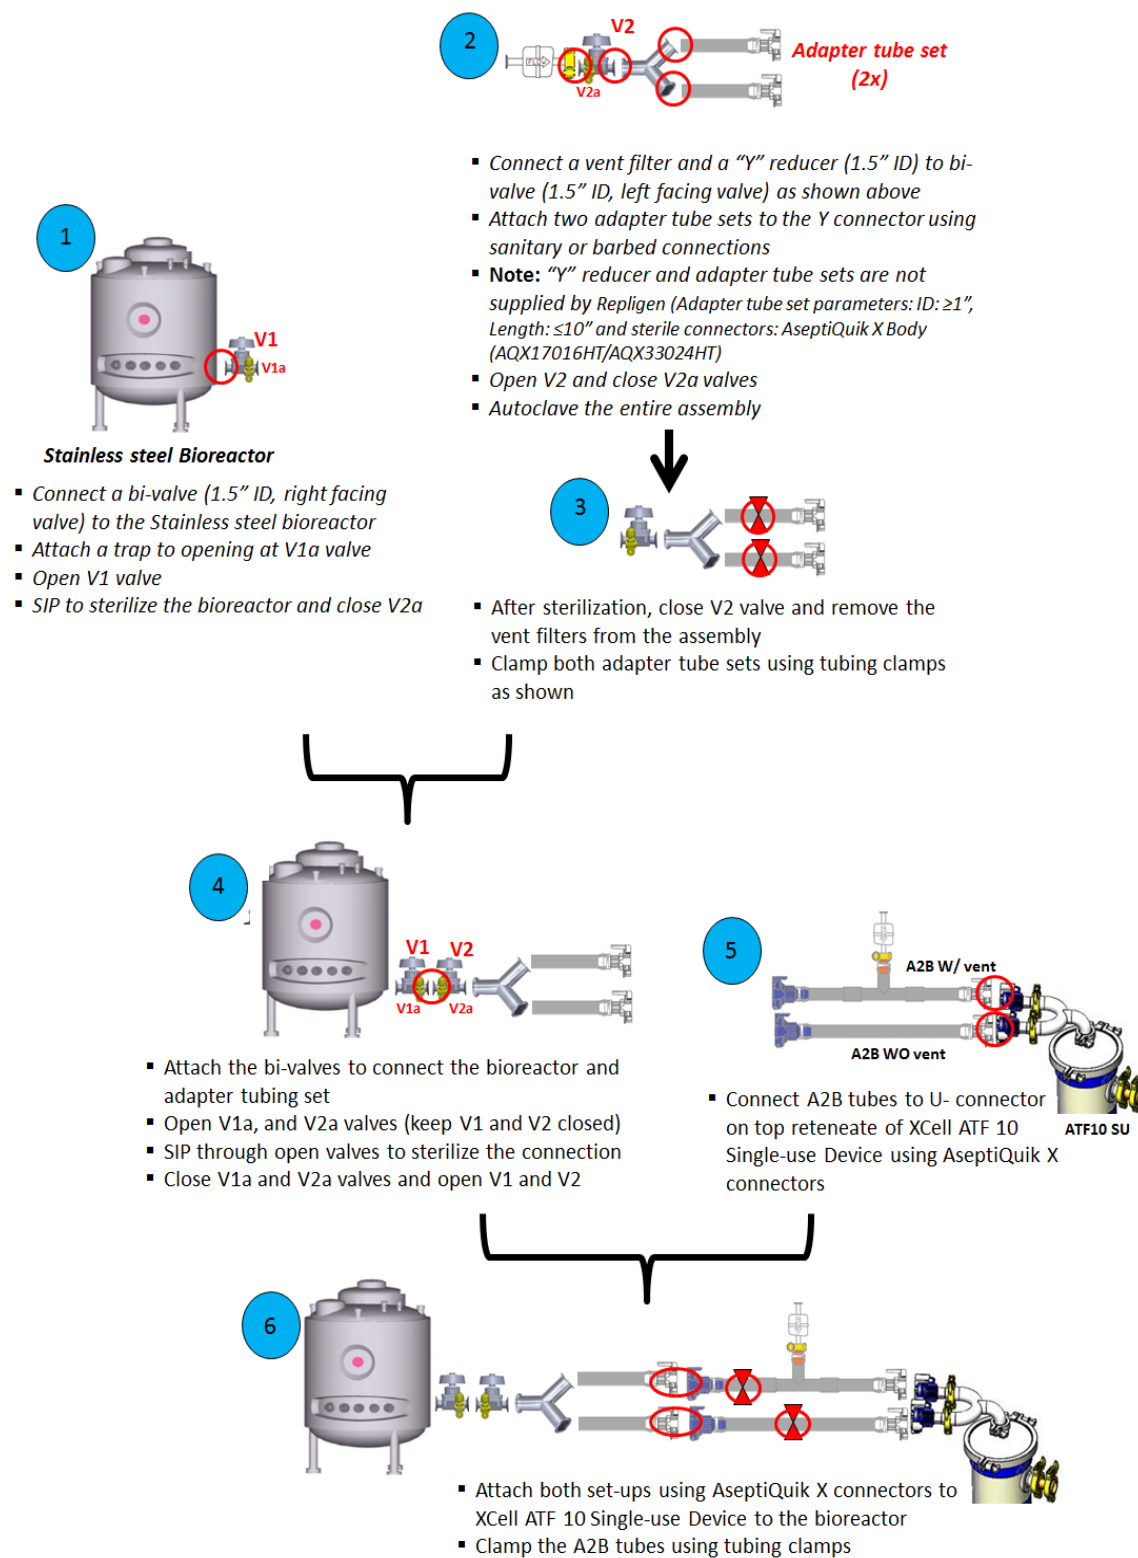 2
V2
V2a
Adapter tube set
(2x)
▪ Connect a vent filter and a “Y” reducer (1.5” ID) to bi-
valve (1.5” ID, left facing valve) as shown above
▪ Attach two adapter tube sets to the Y connector using
sanitary or barbed connections
▪ Note: “Y” reducer and adapter tube sets are not
supplied by Repligen (Adapter tube set parameters: ID: ≥1”,
Length: ≤10” and sterile connectors: AseptiQuik X Body
(AQX17016HT/AQX33024HT)
▪ Open V2 and close V2a valves
▪ Autoclave the entire assembly
1
V1
V1a
Stainless steel Bioreactor
▪ Connect a bi-valve (1.5” ID, right facing
valve) to the Stainless steel bioreactor
▪ Attach a trap to opening at V1a valve
▪ Open V1 valve
▪ SIP to sterilize the bioreactor and close V2a
3
▪ After sterilization, close V2 valve and remove the
vent filters from the assembly
▪ Clamp both adapter tube sets using tubing clamps
as shown
4
V1 V2
V1a V2a
▪ Attach the bi-valves to connect the bioreactor and
adapter tubing set
▪ Open V1a, and V2a valves (keep V1 and V2 closed)
▪ SIP through open valves to sterilize the connection
▪ Close V1a and V2a valves and open V1 and V2
5
A2B W/ vent
A2B WO vent
ATF10 SU
▪ Connect A2B tubes to U- connector
on top reteneate of XCell ATF 10
Single-use Device using AseptiQuik X
connectors
6
▪ Attach both set-ups using AseptiQuik X connectors to
XCell ATF 10 Single-use Device to the bioreactor
▪ Clamp the A2B tubes using tubing clamps